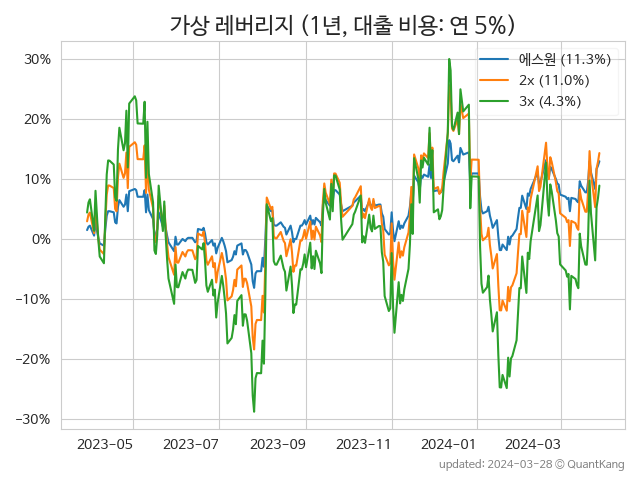 가상 레버리지 (1년, 대출 비용: 연 5%)
에스원 (11.3%)
2x (11.0%)
3x (4.3%)
30%
20%
10%
0%
−10%
−20%
−30%
2023-05
2023-07
2023-09
2023-11
2024-01
2024-03
updated: 2024-03-28 © QuantKang